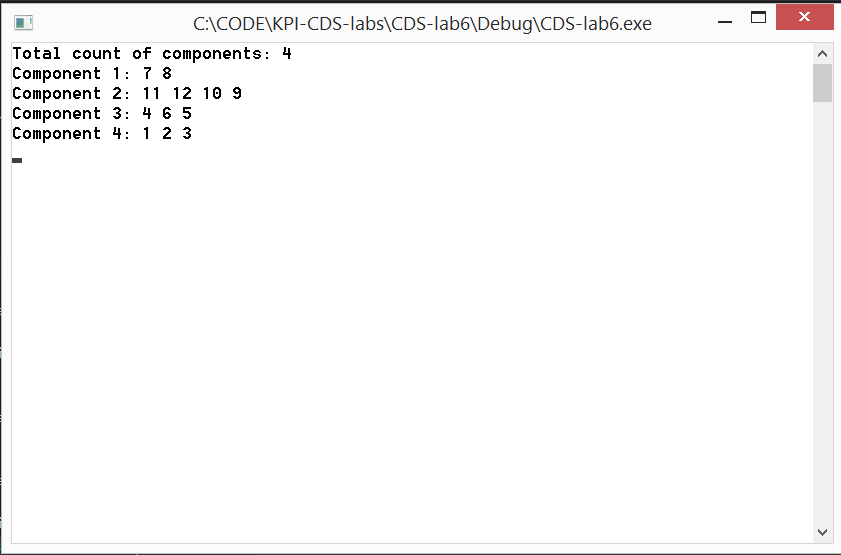 C:\CODE\KPI-CDS-labs\CDS-lab6\Debug\CDS-lab6.exe
Total count of components: 4
Component 1: 7 8
Component 2: 11 12 10 9
Component 3: 4 6 5
Component 4: 1 2 3